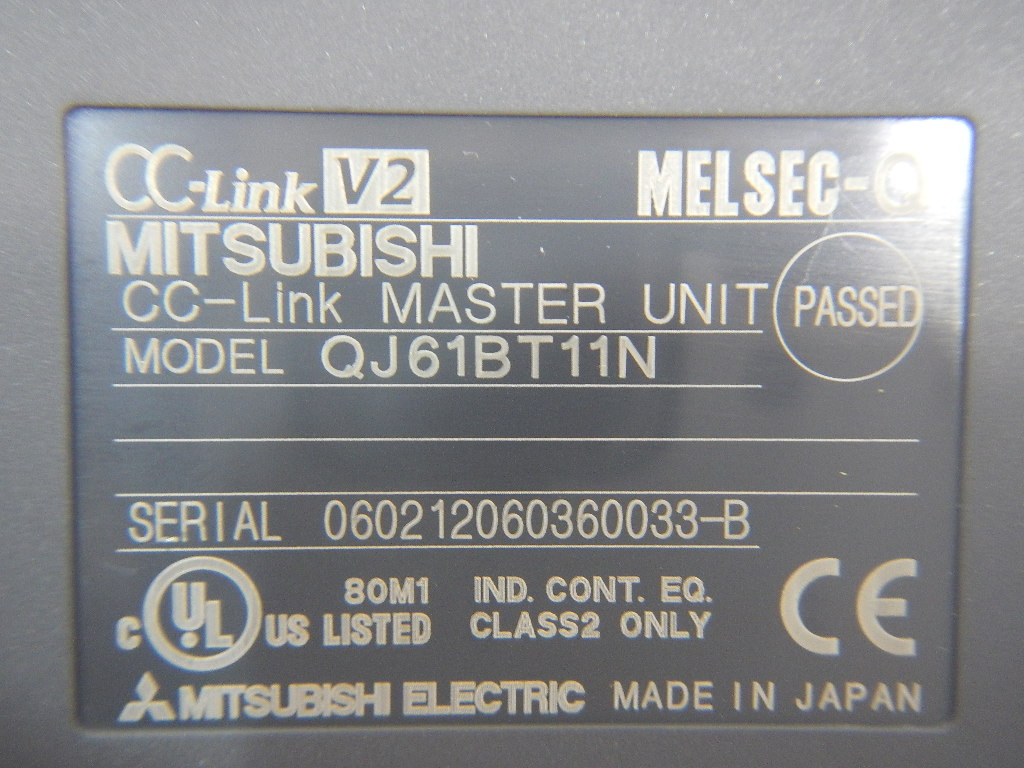 CC-Link V2 MELSEC-Q
MITSUBISHI
CC-Link MASTER UNIT PASSED
MODEL QJ61BT11N
SERIAL 060212060360033-B
c UL US LISTED 80M1 IND. CONT. EQ. CLASS2 ONLY CE
MITSUBISHI ELECTRIC MADE IN JAPAN